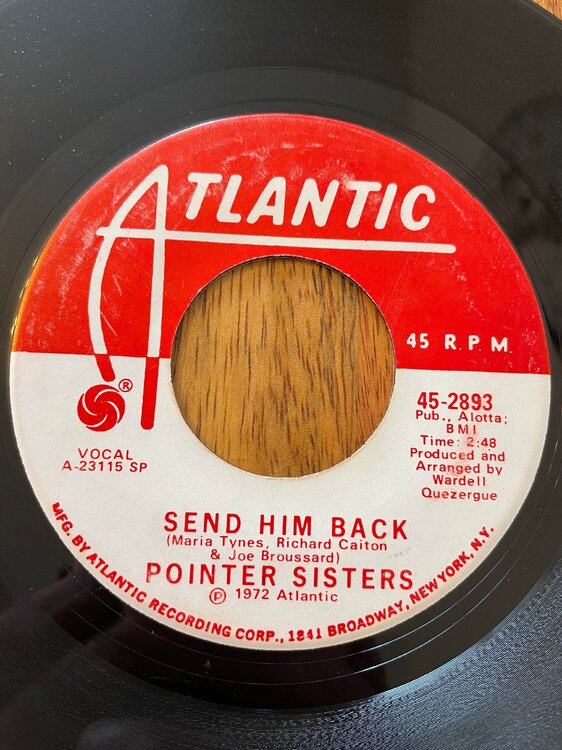 ATLANTIC
45 R.P.M.
®
VOCAL
A-23115 SP
45-2893
Pub., Alotta;
BMI
Time: 2:48
Produced and
Arranged by
Wardell
Quezergue
SEND HIM BACK
(Maria Tynes, Richard Caiton
& Joe Broussard)
POINTER SISTERS
℗ 1972 Atlantic
MFG. BY ATLANTIC RECORDING CORP., 1841 BROADWAY, NEW YORK, N.Y.